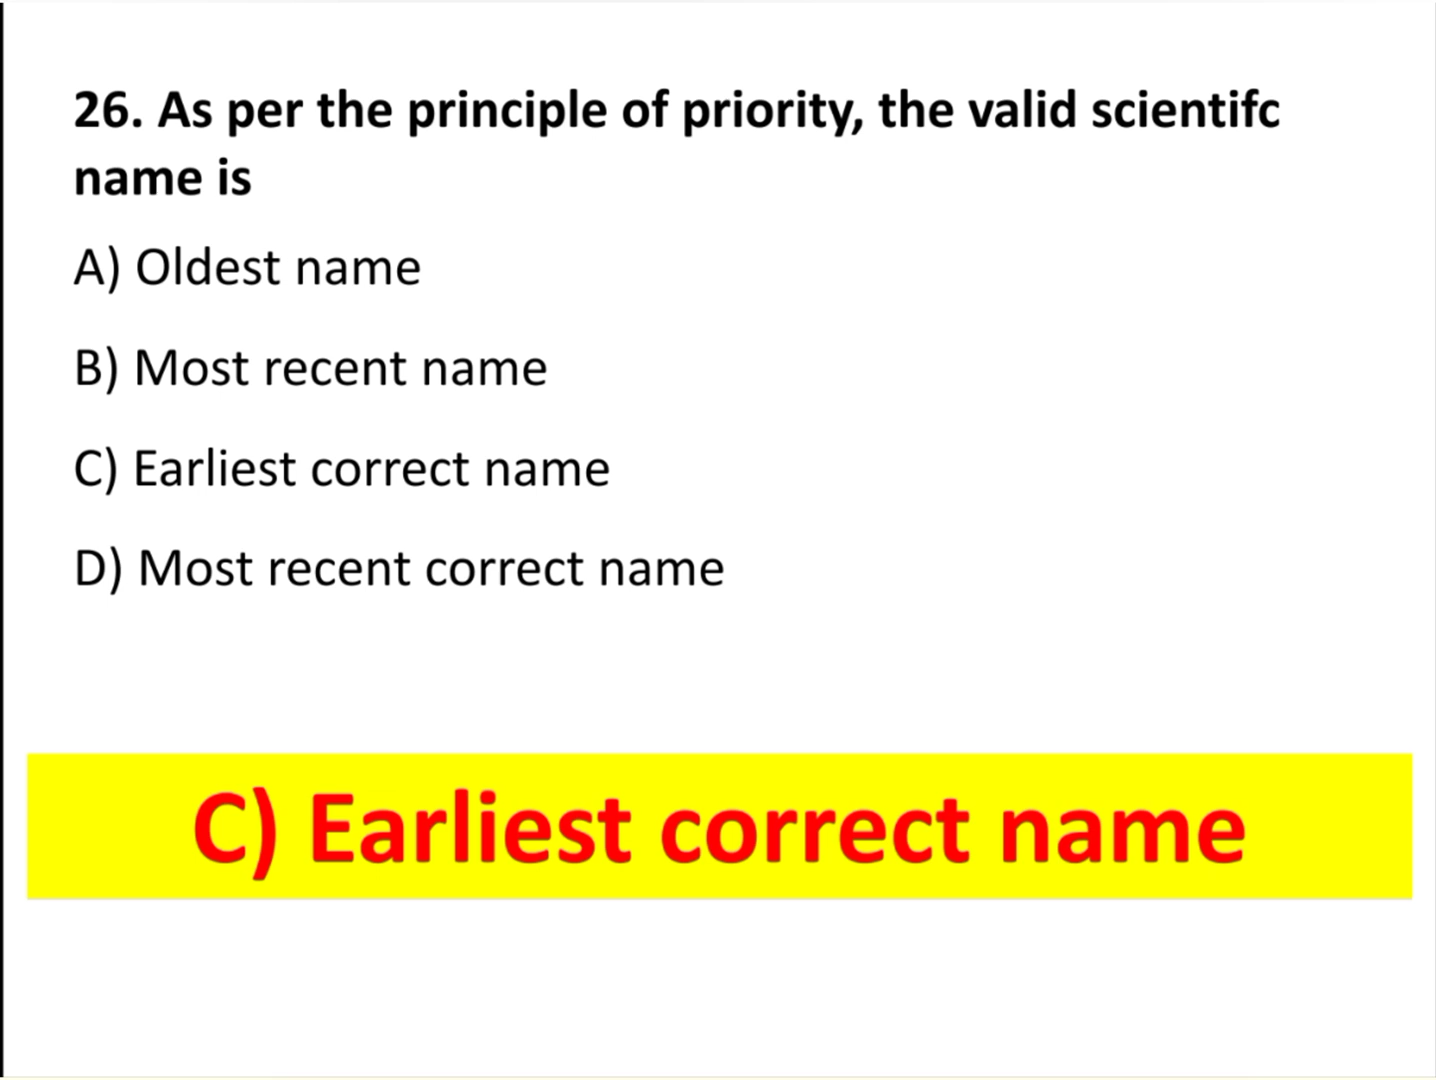 26. As per the principle of priority, the valid scientifc
name is
A) Oldest name
B) Most recent name
C) Earliest correct name
D) Most recent correct name
C) Earliest correct name